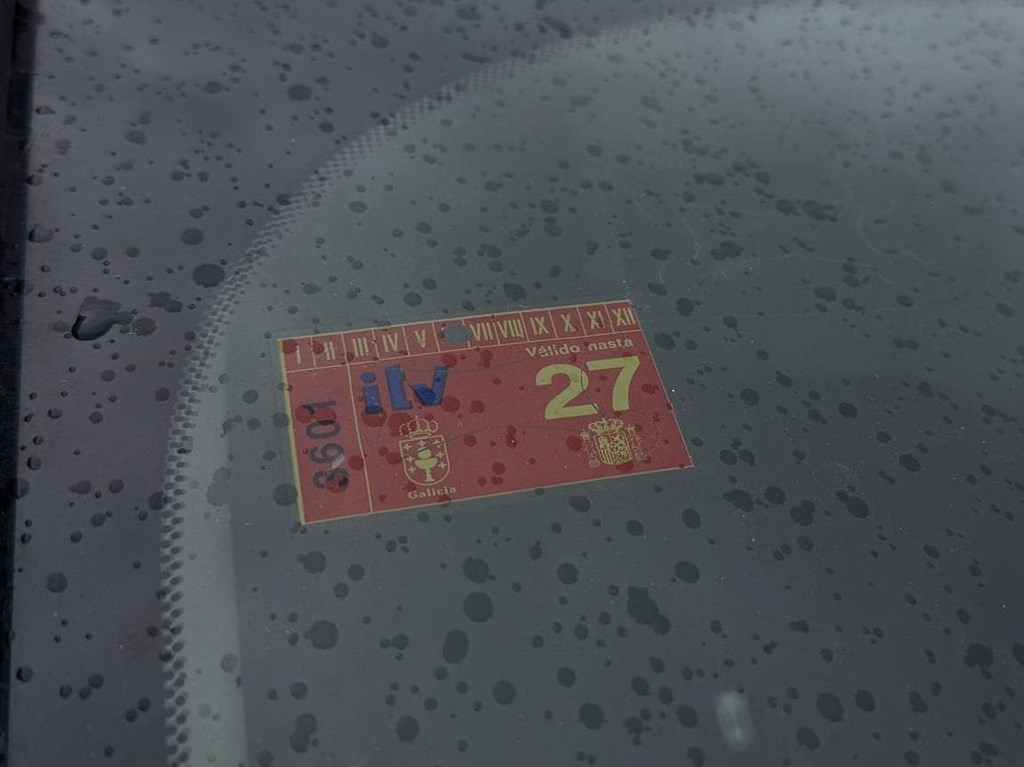 I II III IV V VII VIII IX X XI XII
Válido hasta
itv 27
3601
Galicia